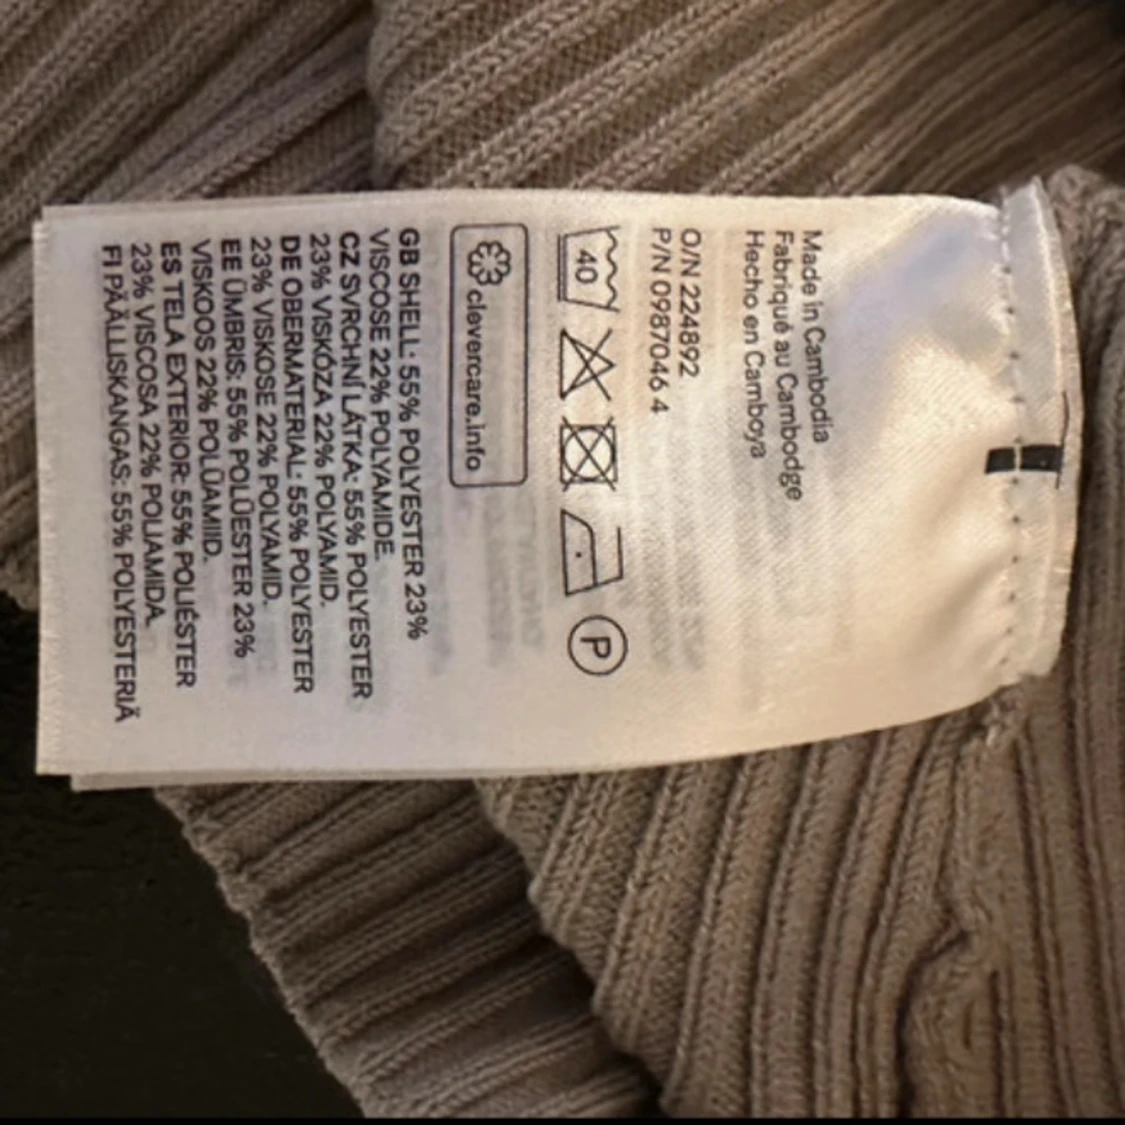 Made in Cambodia
Fabriqué au Cambodge
Hecho en Camboya
O/N 224892
P/N 0987046 4
40
P
clevercare.info
GB SHELL: 55% POLYESTER 23%
VISCOSE 22% POLYAMIDE.
CZ SVRCHNÍ LÁTKA: 55% POLYESTER
23% VISKÓZA 22% POLYAMID.
DE OBERMATERIAL: 55% POLYESTER
23% VISKOSE 22% POLYAMID.
EE ÜMBRIS: 55% POLÜESTER 23%
VISKOOS 22% POLÜAMIID.
ES TELA EXTERIOR: 55% POLIÉSTER
23% VISCOSA 22% POLIAMIDA.
FI PÄÄLLISKANGAS: 55% POLYESTERIÄ